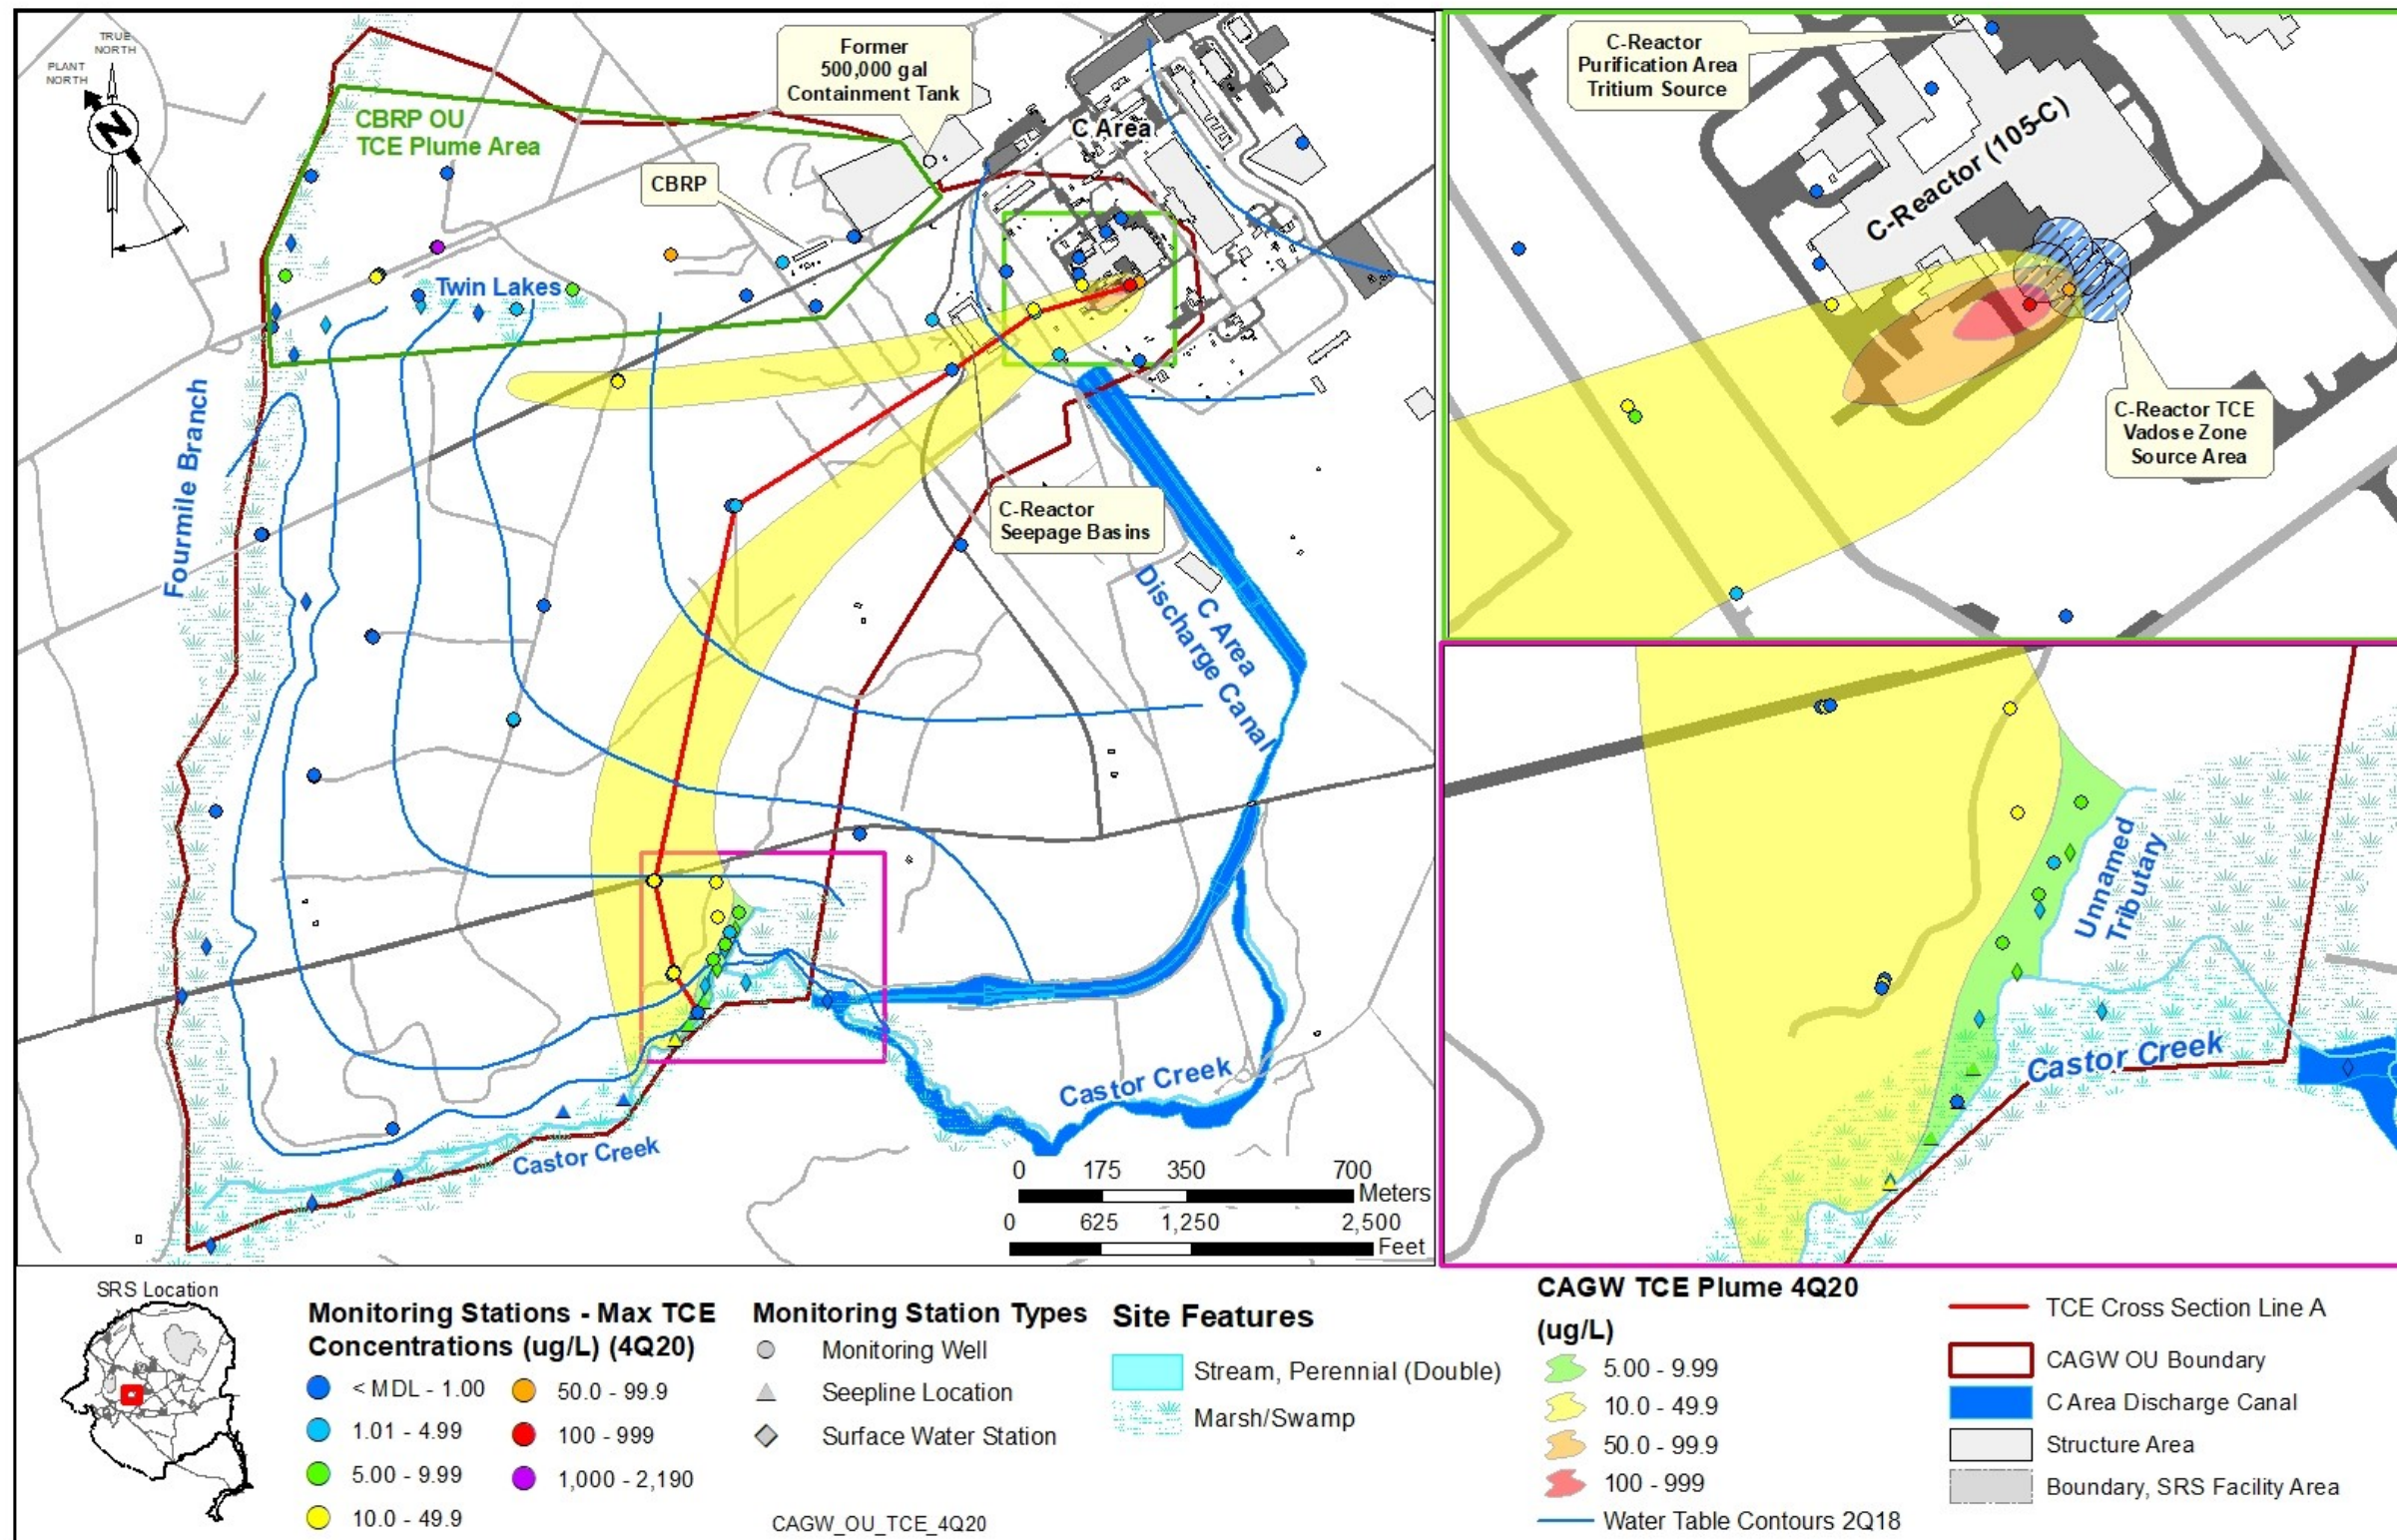 TRUE
NORTH
PLANT
NORTH
N
CBRP OU
TCE Plume Area
Former
500,000 gal
Containment Tank
C Area
CBRP
Twin Lakes
Fourmile Branch
C-Reactor
Seepage Basins
C Area
Discharge Canal
Castor Creek
Castor Creek
0 175 350 700
Meters
0 625 1,250 2,500
Feet
C-Reactor
Purification Area
Tritium Source
C-Reactor (105-C)
C-Reactor TCE
Vadose Zone
Source Area
Unnamed
Tributary
Castor Creek
SRS Location
Monitoring Stations - Max TCE
Concentrations (ug/L) (4Q20)
< MDL - 1.00
1.01 - 4.99
5.00 - 9.99
10.0 - 49.9
50.0 - 99.9
100 - 999
1,000 - 2,190
Monitoring Station Types
Monitoring Well
Seepline Location
Surface Water Station
CAGW_OU_TCE_4Q20
Site Features
Stream, Perennial (Double)
Marsh/Swamp
CAGW TCE Plume 4Q20
(ug/L)
5.00 - 9.99
10.0 - 49.9
50.0 - 99.9
100 - 999
Water Table Contours 2Q18
TCE Cross Section Line A
CAGW OU Boundary
C Area Discharge Canal
Structure Area
Boundary, SRS Facility Area